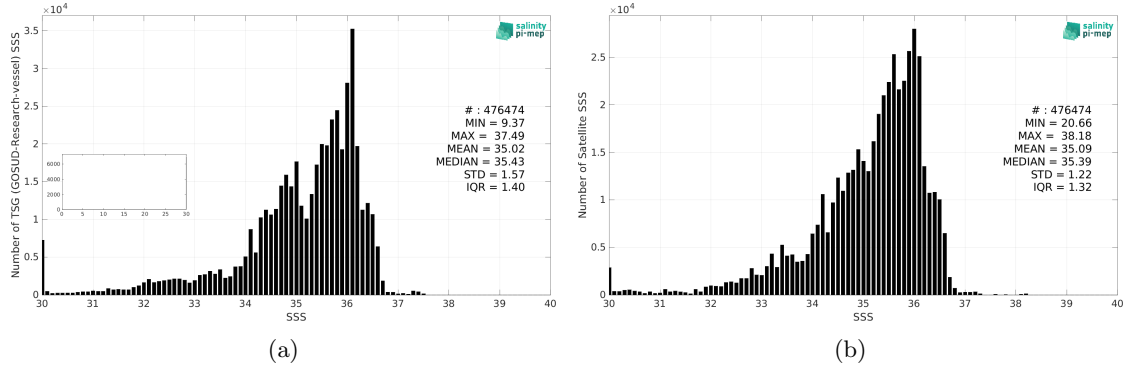 ×10⁴
3.5
3
2.5
2
1.5
1
0.5
0
Number of TSG (GOSUD-Research-vessel) SSS
salinity
pi-mep
# : 476474
MIN = 9.37
MAX = 37.49
MEAN = 35.02
MEDIAN = 35.43
STD = 1.57
IQR = 1.40
6000
4000
2000
0
0 5 10 15 20 25 30
30 31 32 33 34 35 36 37 38 39 40
SSS
(a)
×10⁴
2.5
2
1.5
1
0.5
0
Number of Satellite SSS
salinity
pi-mep
# : 476474
MIN = 20.66
MAX = 38.18
MEAN = 35.09
MEDIAN = 35.39
STD = 1.22
IQR = 1.32
30 31 32 33 34 35 36 37 38 39 40
SSS
(b)